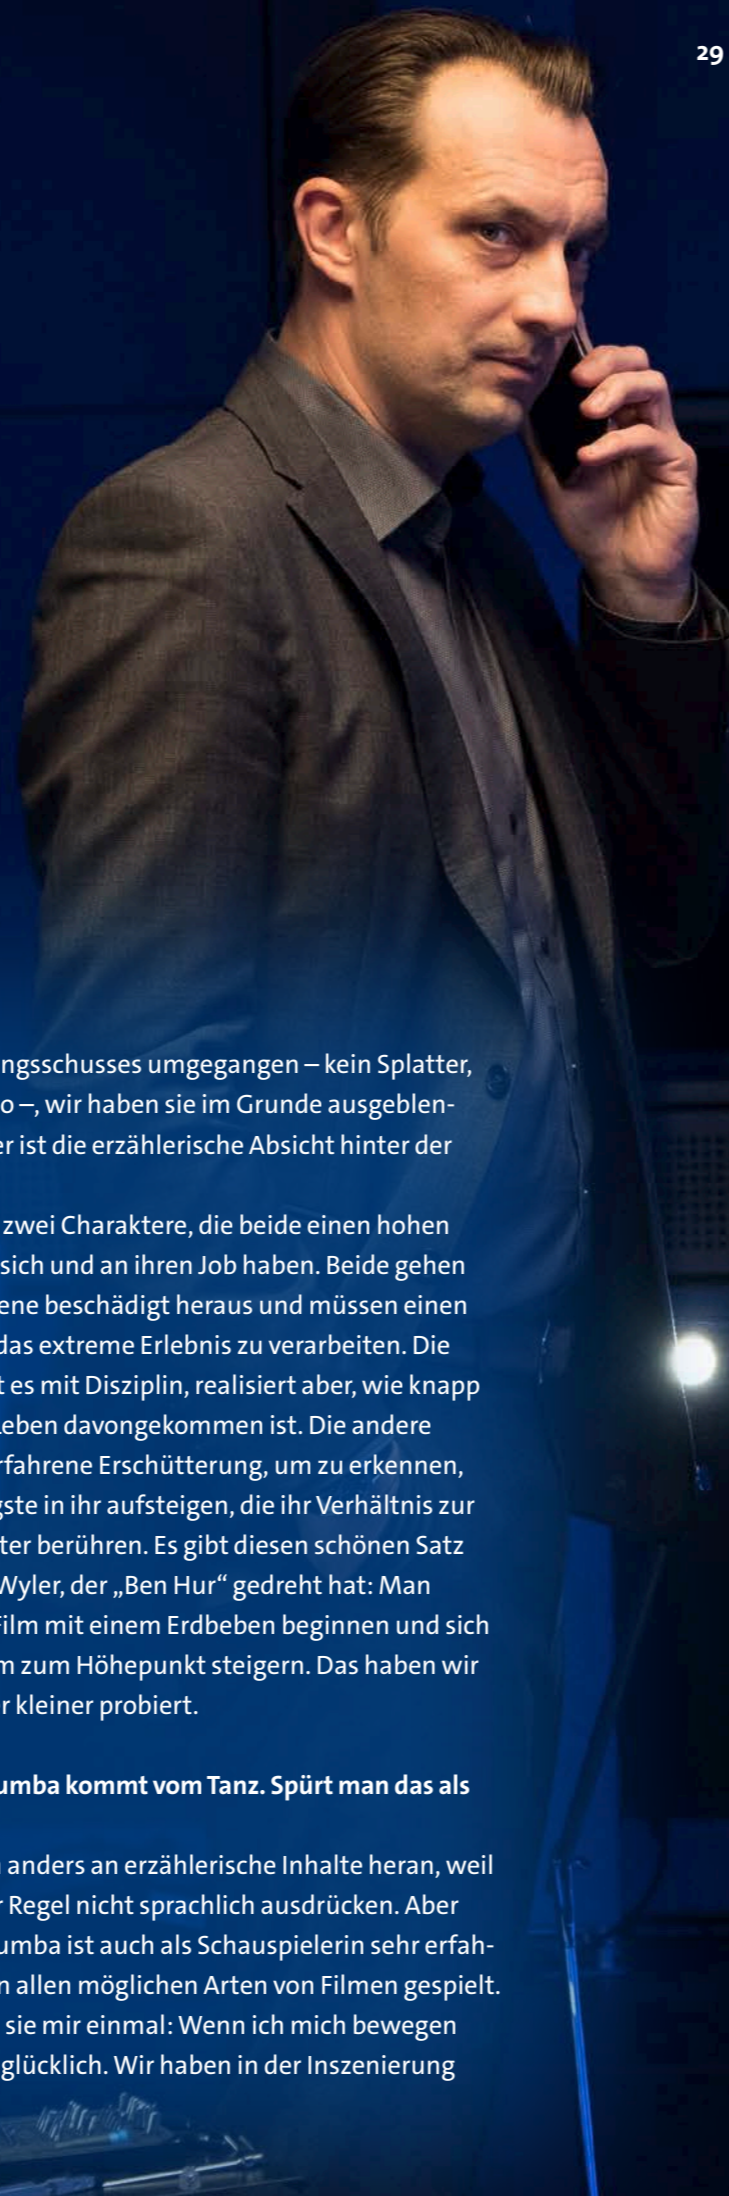 29
ngsschusses umgegangen – kein Splatter,
o –, wir haben sie im Grunde ausgeblen-
er ist die erzählerische Absicht hinter der
zwei Charaktere, die beide einen hohen
sich und an ihren Job haben. Beide gehen
ene beschädigt heraus und müssen einen
das extreme Erlebnis zu verarbeiten. Die
t es mit Disziplin, realisiert aber, wie knapp
Leben davongekommen ist. Die andere
rfahrene Erschütterung, um zu erkennen,
gste in ihr aufsteigen, die ihr Verhältnis zur
ter berühren. Es gibt diesen schönen Satz
Wyler, der „Ben Hur“ gedreht hat: Man
Film mit einem Erdbeben beginnen und sich
m zum Höhepunkt steigern. Das haben wir
r kleiner probiert.
umba kommt vom Tanz. Spürt man das als
n anders an erzählerische Inhalte heran, weil
r Regel nicht sprachlich ausdrücken. Aber
umba ist auch als Schauspielerin sehr erfah-
n allen möglichen Arten von Filmen gespielt.
sie mir einmal: Wenn ich mich bewegen
glücklich. Wir haben in der Inszenierung